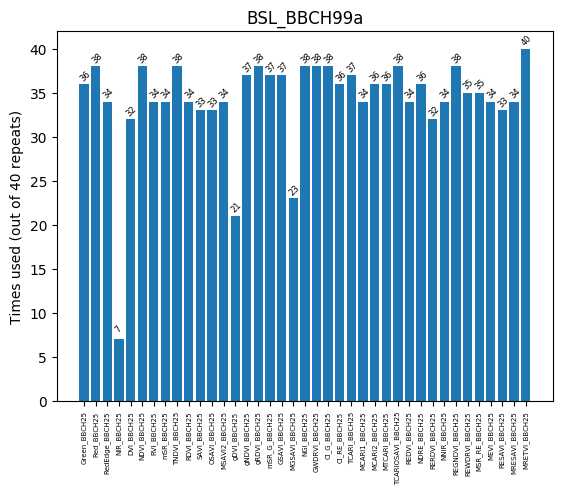 BSL_BBCH99a
Times used (out of 40 repeats)
40
35
30
25
20
15
10
5
0
36
38
34
7
32
38
34
34
38
34
33
33
34
21
37
38
37
37
23
38
38
38
36
37
34
36
36
38
34
36
32
34
38
35
35
34
33
34
40
Green_BBCH25
Red_BBCH25
RedEdge_BBCH25
NIR_BBCH25
DVI_BBCH25
NDVI_BBCH25
RVI_BBCH25
mSR_BBCH25
TNDVI_BBCH25
RDVI_BBCH25
SAVI_BBCH25
OSAVI_BBCH25
MSAVI2_BBCH25
gDVI_BBCH25
gNDVI_BBCH25
gRDVI_BBCH25
mSR_G_BBCH25
GSAVI_BBCH25
MGSAVI_BBCH25
NGI_BBCH25
GWDRVI_BBCH25
CI_G_BBCH25
CI_RE_BBCH25
TCARI_BBCH25
MCARI1_BBCH25
MCARI2_BBCH25
MTCARI_BBCH25
TCARIOSAVI_BBCH25
REDVI_BBCH25
NDRE_BBCH25
RERDVI_BBCH25
NNIR_BBCH25
REGNDVI_BBCH25
REWDRVI_BBCH25
MSR_RE_BBCH25
MEVI_BBCH25
RESAVI_BBCH25
MRESAVI_BBCH25
MRETVI_BBCH25